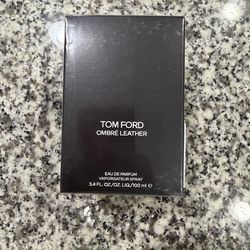 TOM FORD
OMBRÉ LEATHER
EAU DE PARFUM
VAPORISATEUR SPRAY
3.4 FL. OZ./OZ. LIQ/100 ml ℮